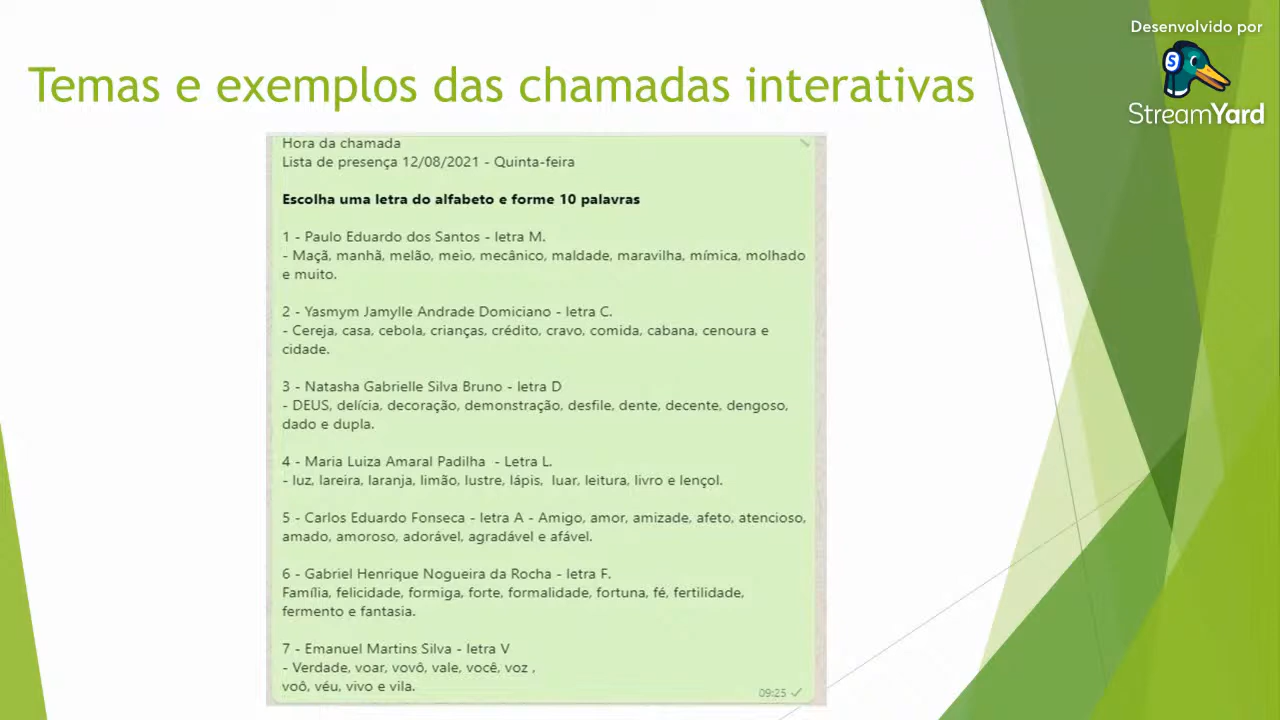 Desenvolvido por
StreamYard
Temas e exemplos das chamadas interativas
Hora da chamada
Lista de presença 12/08/2021 - Quinta-feira
Escolha uma letra do alfabeto e forme 10 palavras
1 - Paulo Eduardo dos Santos - letra M.
- Maçã, manhã, melão, meio, mecânico, maldade, maravilha, mímica, molhado
e muito.
2 - Yasmym Jamylle Andrade Domiciano - letra C.
- Cereja, casa, cebola, crianças, crédito, cravo, comida, cabana, cenoura e
cidade.
3 - Natasha Gabrielle Silva Bruno - letra D
- DEUS, delícia, decoração, demonstração, desfile, dente, decente, dengoso,
dado e dupla.
4 - Maria Luiza Amaral Padilha  - Letra L.
- luz, lareira, laranja, limão, lustre, lápis,  luar, leitura, livro e lençol.
5 - Carlos Eduardo Fonseca - letra A - Amigo, amor, amizade, afeto, atencioso,
amado, amoroso, adorável, agradável e afável.
6 - Gabriel Henrique Nogueira da Rocha - letra F.
Família, felicidade, formiga, forte, formalidade, fortuna, fé, fertilidade,
fermento e fantasia.
7 - Emanuel Martins Silva - letra V
- Verdade, voar, vovô, vale, você, voz ,
voô, véu, vivo e vila.
09:25